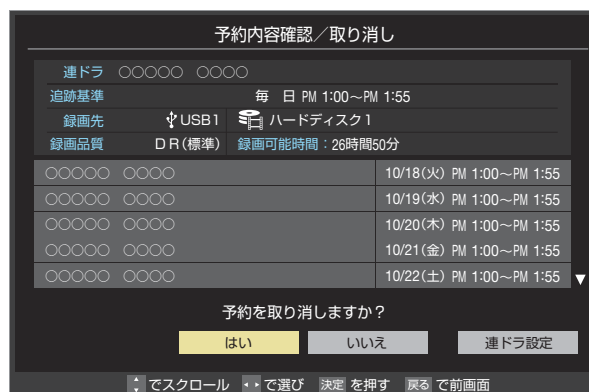 予約内容確認／取り消し
連ドラ ○○○○○ ○○○○
追跡基準 毎 日 PM 1:00～PM 1:55
録画先 USB1 ハードディスク1
録画品質 DR(標準) 録画可能時間：26時間50分
○○○○○ ○○○○ 10/18(火) PM 1:00～PM 1:55
○○○○○ ○○○○ 10/19(水) PM 1:00～PM 1:55
○○○○○ ○○○○ 10/20(木) PM 1:00～PM 1:55
○○○○○ ○○○○ 10/21(金) PM 1:00～PM 1:55
○○○○○ ○○○○ 10/22(土) PM 1:00～PM 1:55 ▼
予約を取り消しますか？
はい いいえ 連ドラ設定
でスクロール で選び 決定 を押す 戻る で前画面